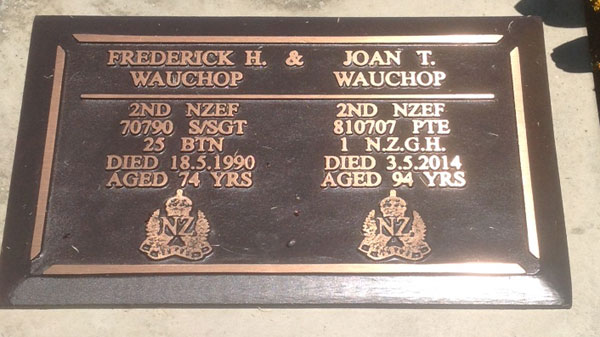 FREDERICK H. & JOAN T.
WAUCHOP WAUCHOP
2ND NZEF
70790 S/SGT
25 BTN
DIED 18.5.1990
AGED 74 YRS
NZ
2ND NZEF
810707 PTE
1 N.Z.G.H.
DIED 3.5.2014
AGED 94 YRS
NZ